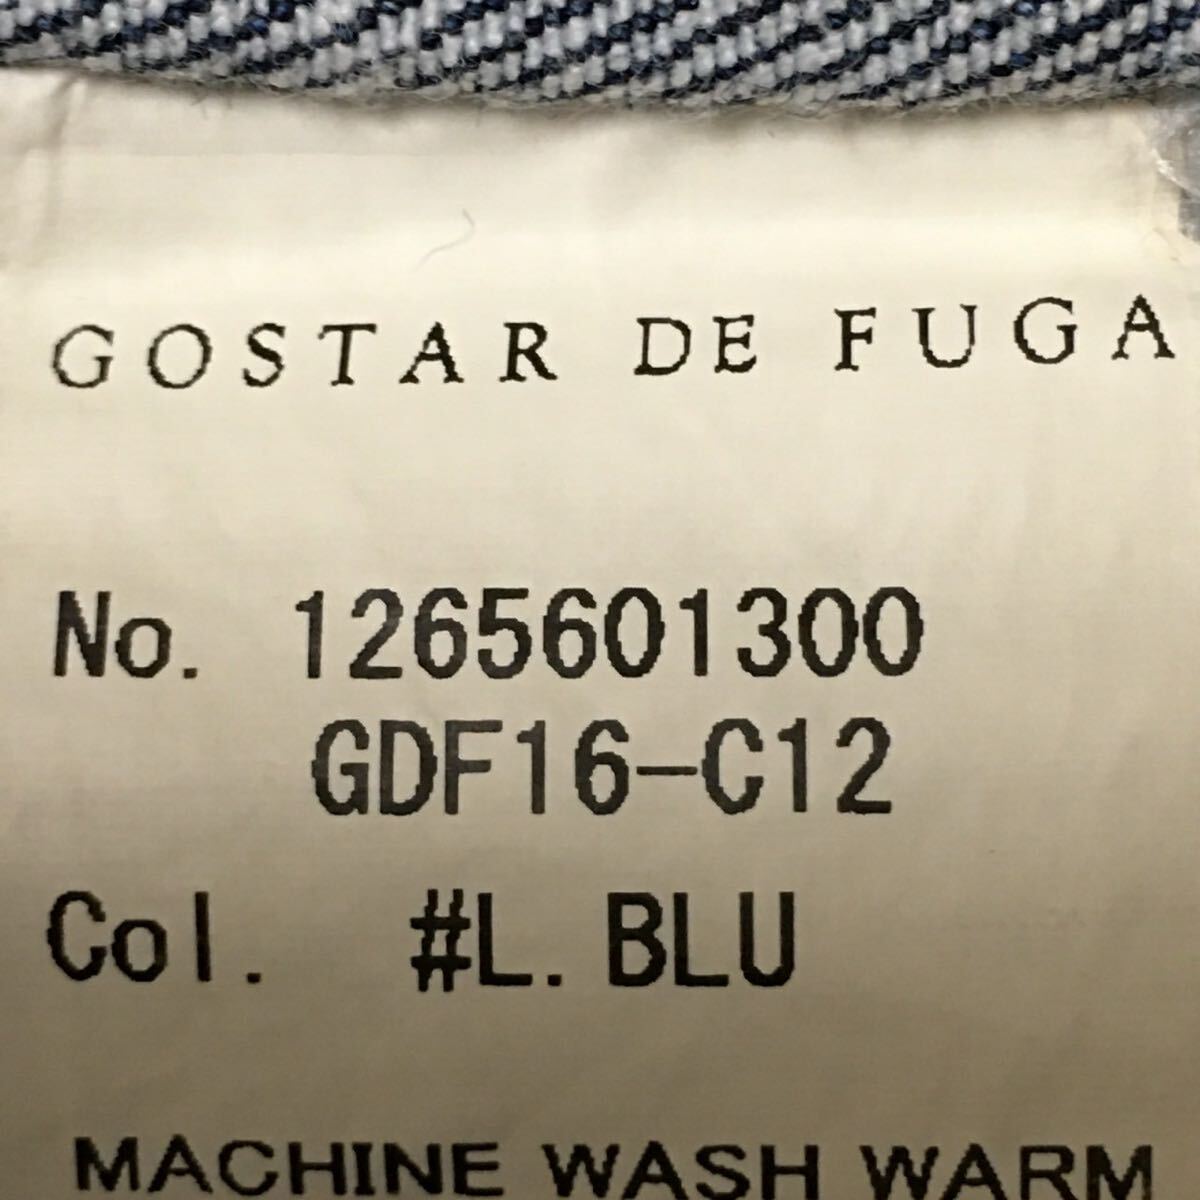 GOSTAR DE FUGA
No. 1265601300
GDF16-C12
Col. #L. BLU
MACHINE WASH WARM